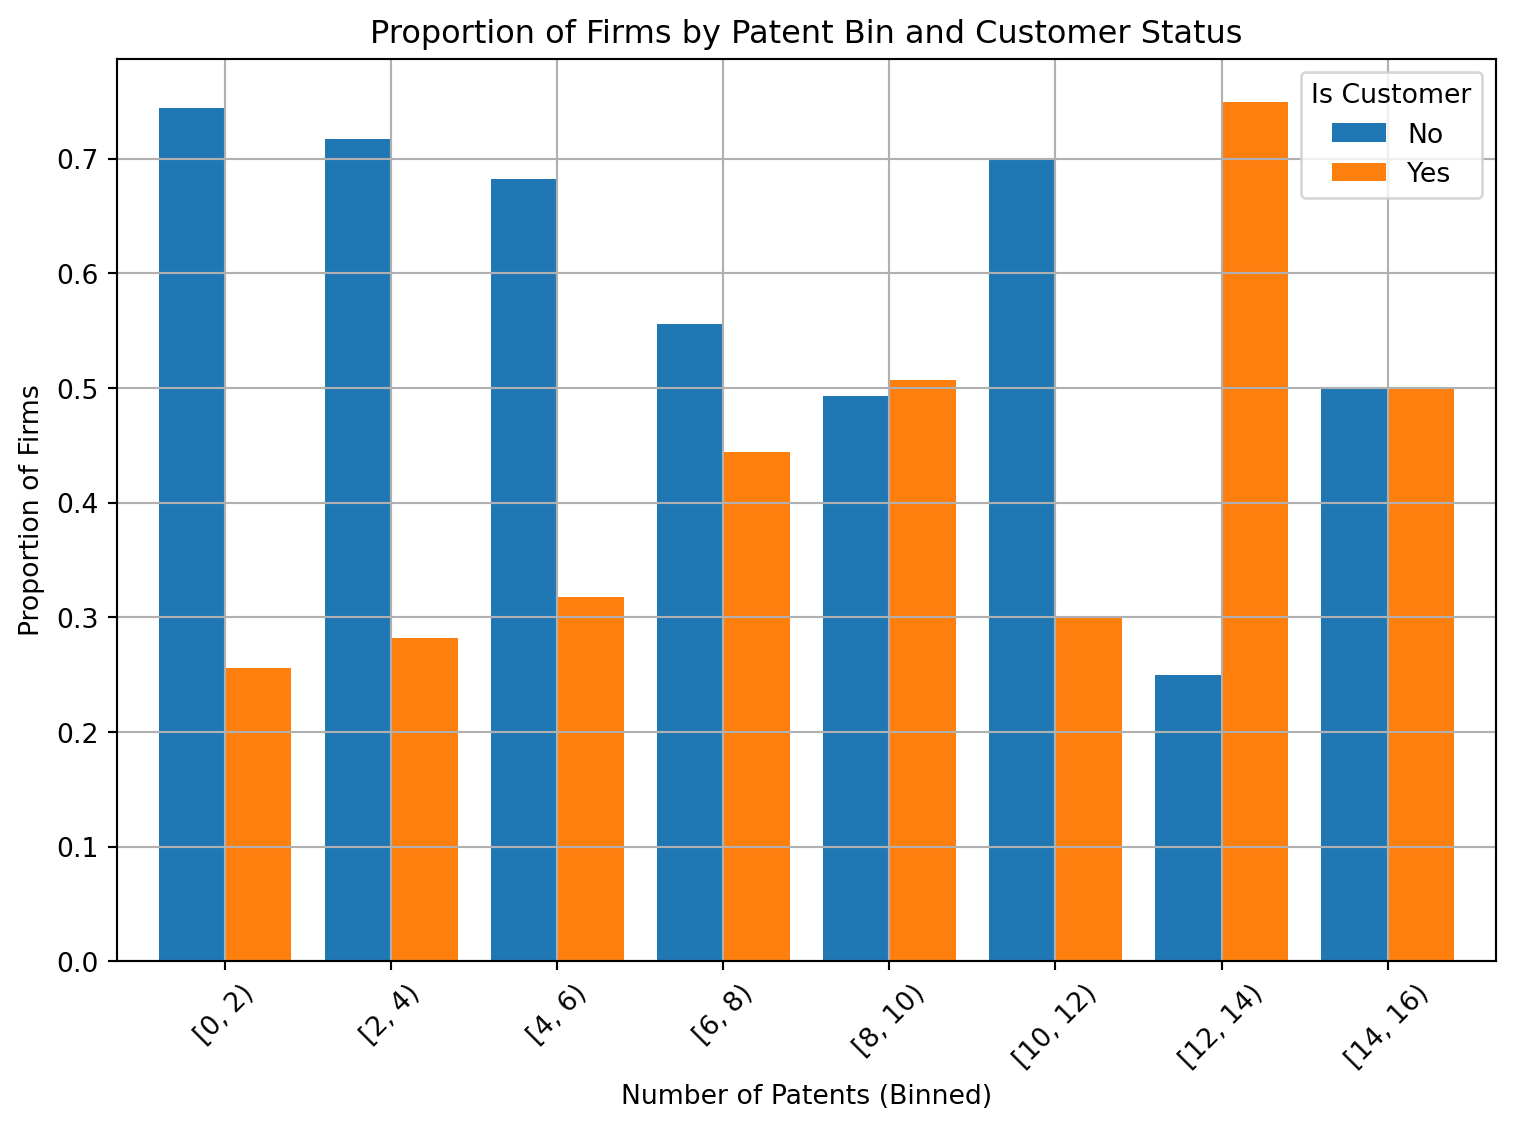 Proportion of Firms by Patent Bin and Customer Status
Is Customer
No
Yes
Proportion of Firms
0.7
0.6
0.5
0.4
0.3
0.2
0.1
0.0
[0, 2)
[2, 4)
[4, 6)
[6, 8)
[8, 10)
[10, 12)
[12, 14)
[14, 16)
Number of Patents (Binned)